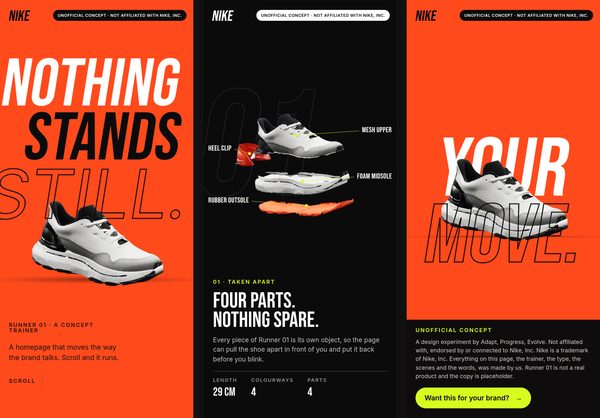 NIKE
UNOFFICIAL CONCEPT · NOT AFFILIATED WITH NIKE, INC.
NOTHING
STANDS
STILL.
RUNNER 01 · A CONCEPT
TRAINER
A homepage that moves the way
the brand talks. Scroll and it runs.
SCROLL
NIKE
UNOFFICIAL CONCEPT · NOT AFFILIATED WITH NIKE, INC.
01
MESH UPPER
HEEL CLIP
FOAM MIDSOLE
RUBBER OUTSOLE
01 · TAKEN APART
FOUR PARTS.
NOTHING SPARE.
Every piece of Runner 01 is its own object, so the page
can pull the shoe apart in front of you and put it back
before you blink.
LENGTH
COLOURWAYS
PARTS
29 CM
4
4
NIKE
UNOFFICIAL CONCEPT · NOT AFFILIATED WITH NIKE, INC.
YOUR
MOVE.
UNOFFICIAL CONCEPT
A design experiment by Adapt, Progress, Evolve. Not affiliated
with, endorsed by or connected to Nike, Inc. Nike is a trademark
of Nike, Inc. Everything on this page, the trainer, the type, the
scenes and the words, was made by us. Runner 01 is not a real
product and the copy is placeholder.
Want this for your brand? →